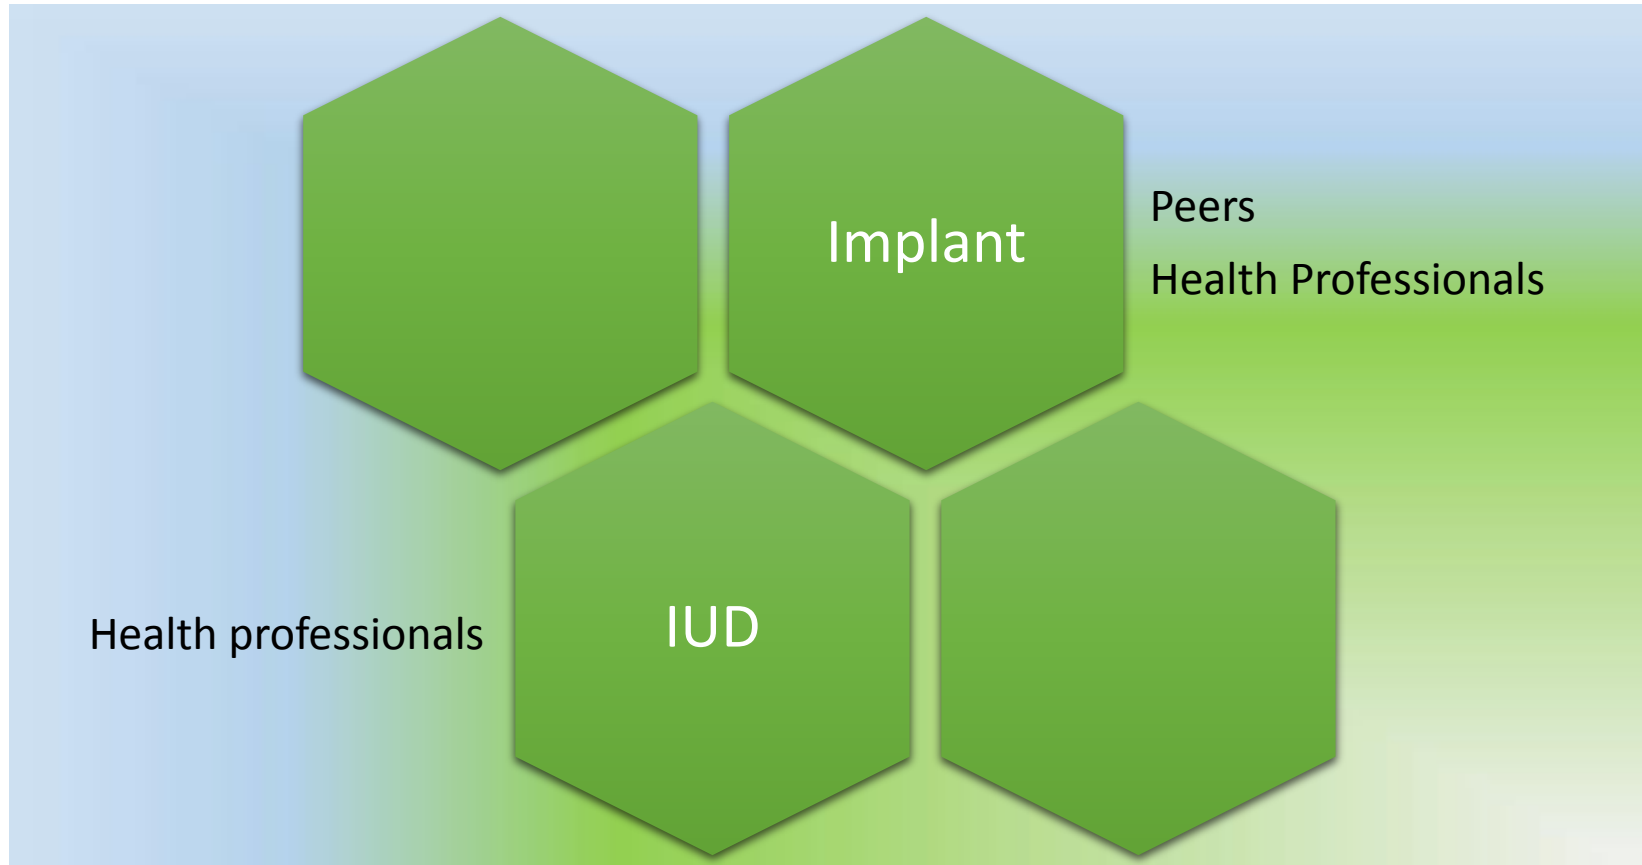 Implant
Peers
Health Professionals
Health professionals
IUD